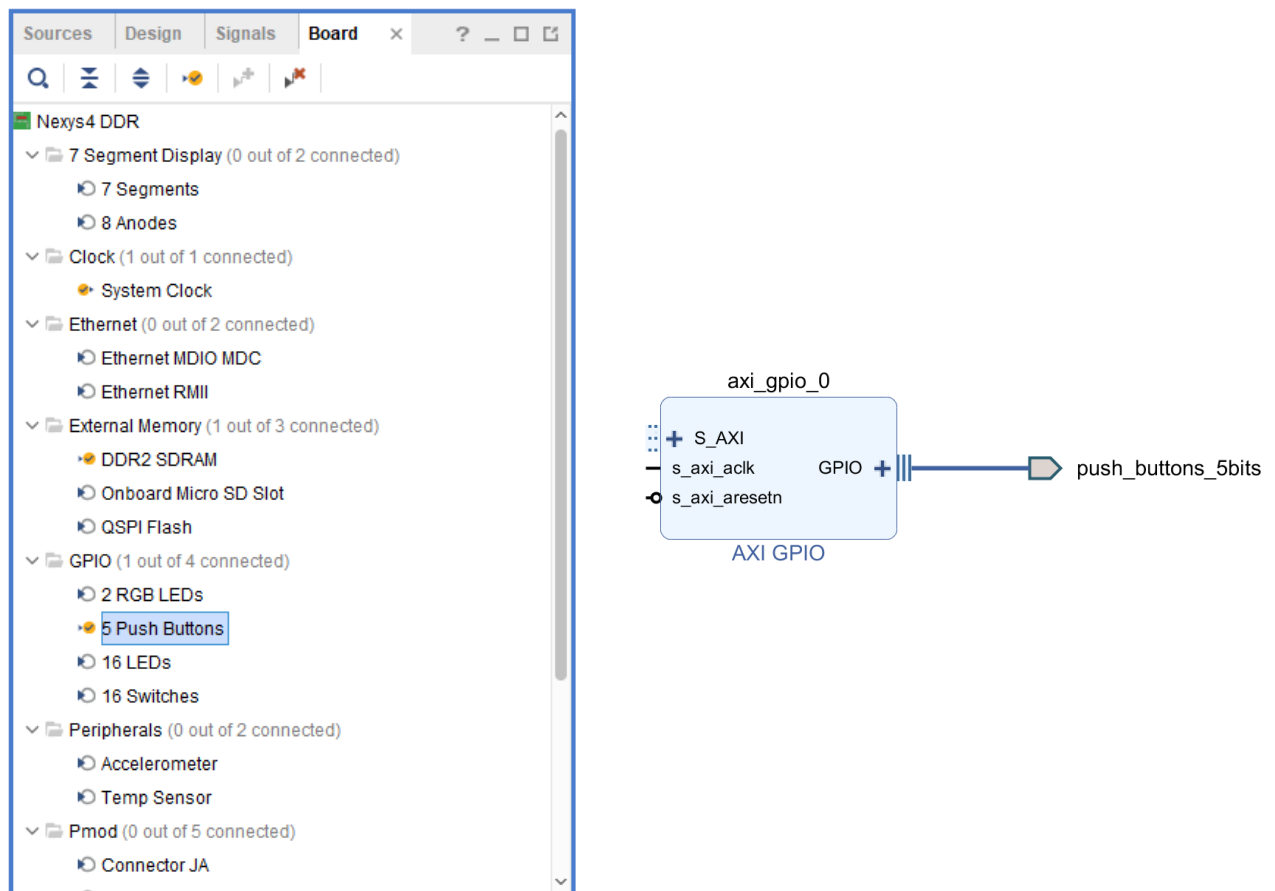 Sources Design Signals Board × ?
Nexys4 DDR
7 Segment Display (0 out of 2 connected)
7 Segments
8 Anodes
Clock (1 out of 1 connected)
System Clock
Ethernet (0 out of 2 connected)
Ethernet MDIO MDC
Ethernet RMII
External Memory (1 out of 3 connected)
DDR2 SDRAM
Onboard Micro SD Slot
QSPI Flash
GPIO (1 out of 4 connected)
2 RGB LEDs
5 Push Buttons
16 LEDs
16 Switches
Peripherals (0 out of 2 connected)
Accelerometer
Temp Sensor
Pmod (0 out of 5 connected)
Connector JA
axi_gpio_0
S_AXI
s_axi_aclk GPIO push_buttons_5bits
s_axi_aresetn
AXI GPIO